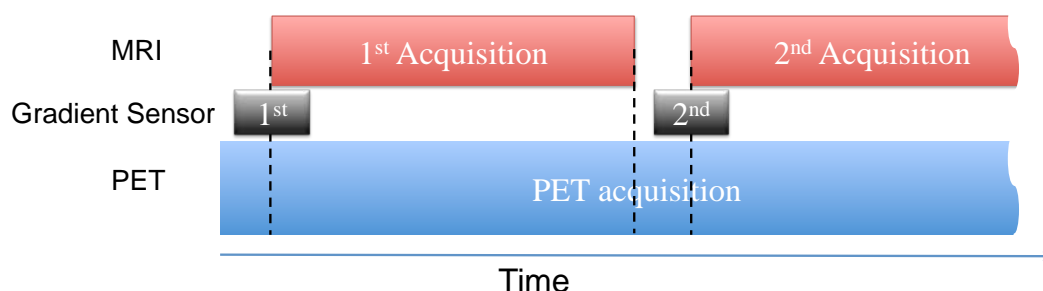 MRI
1st Acquisition
2nd Acquisition
Gradient Sensor
1st
2nd
PET
PET acquisition
Time